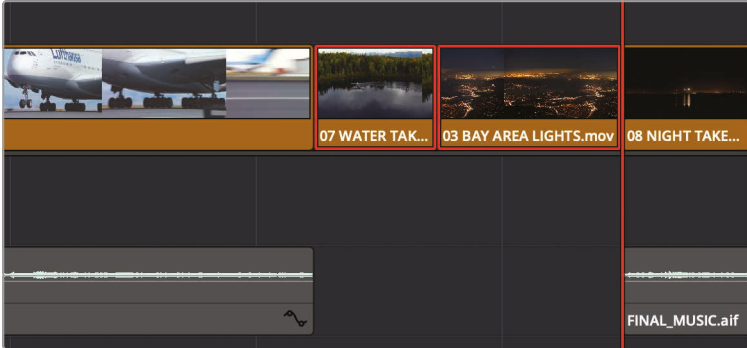 Lufthansa
07 WATER TAK...
03 BAY AREA LIGHTS.mov
08 NIGHT TAKE...
FINAL_MUSIC.aif